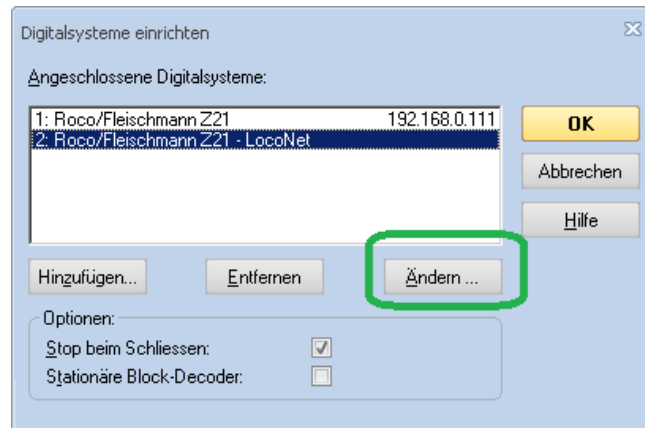 Digitalsysteme einrichten
Angeschlossene Digitalsysteme:
1: Roco/Fleischmann Z21 192.168.0.111
2: Roco/Fleischmann Z21 - LocoNet
OK
Abbrechen
Hilfe
Hinzufügen...
Entfernen
Ändern ...
Optionen:
Stop beim Schliessen:
Stationäre Block-Decoder: